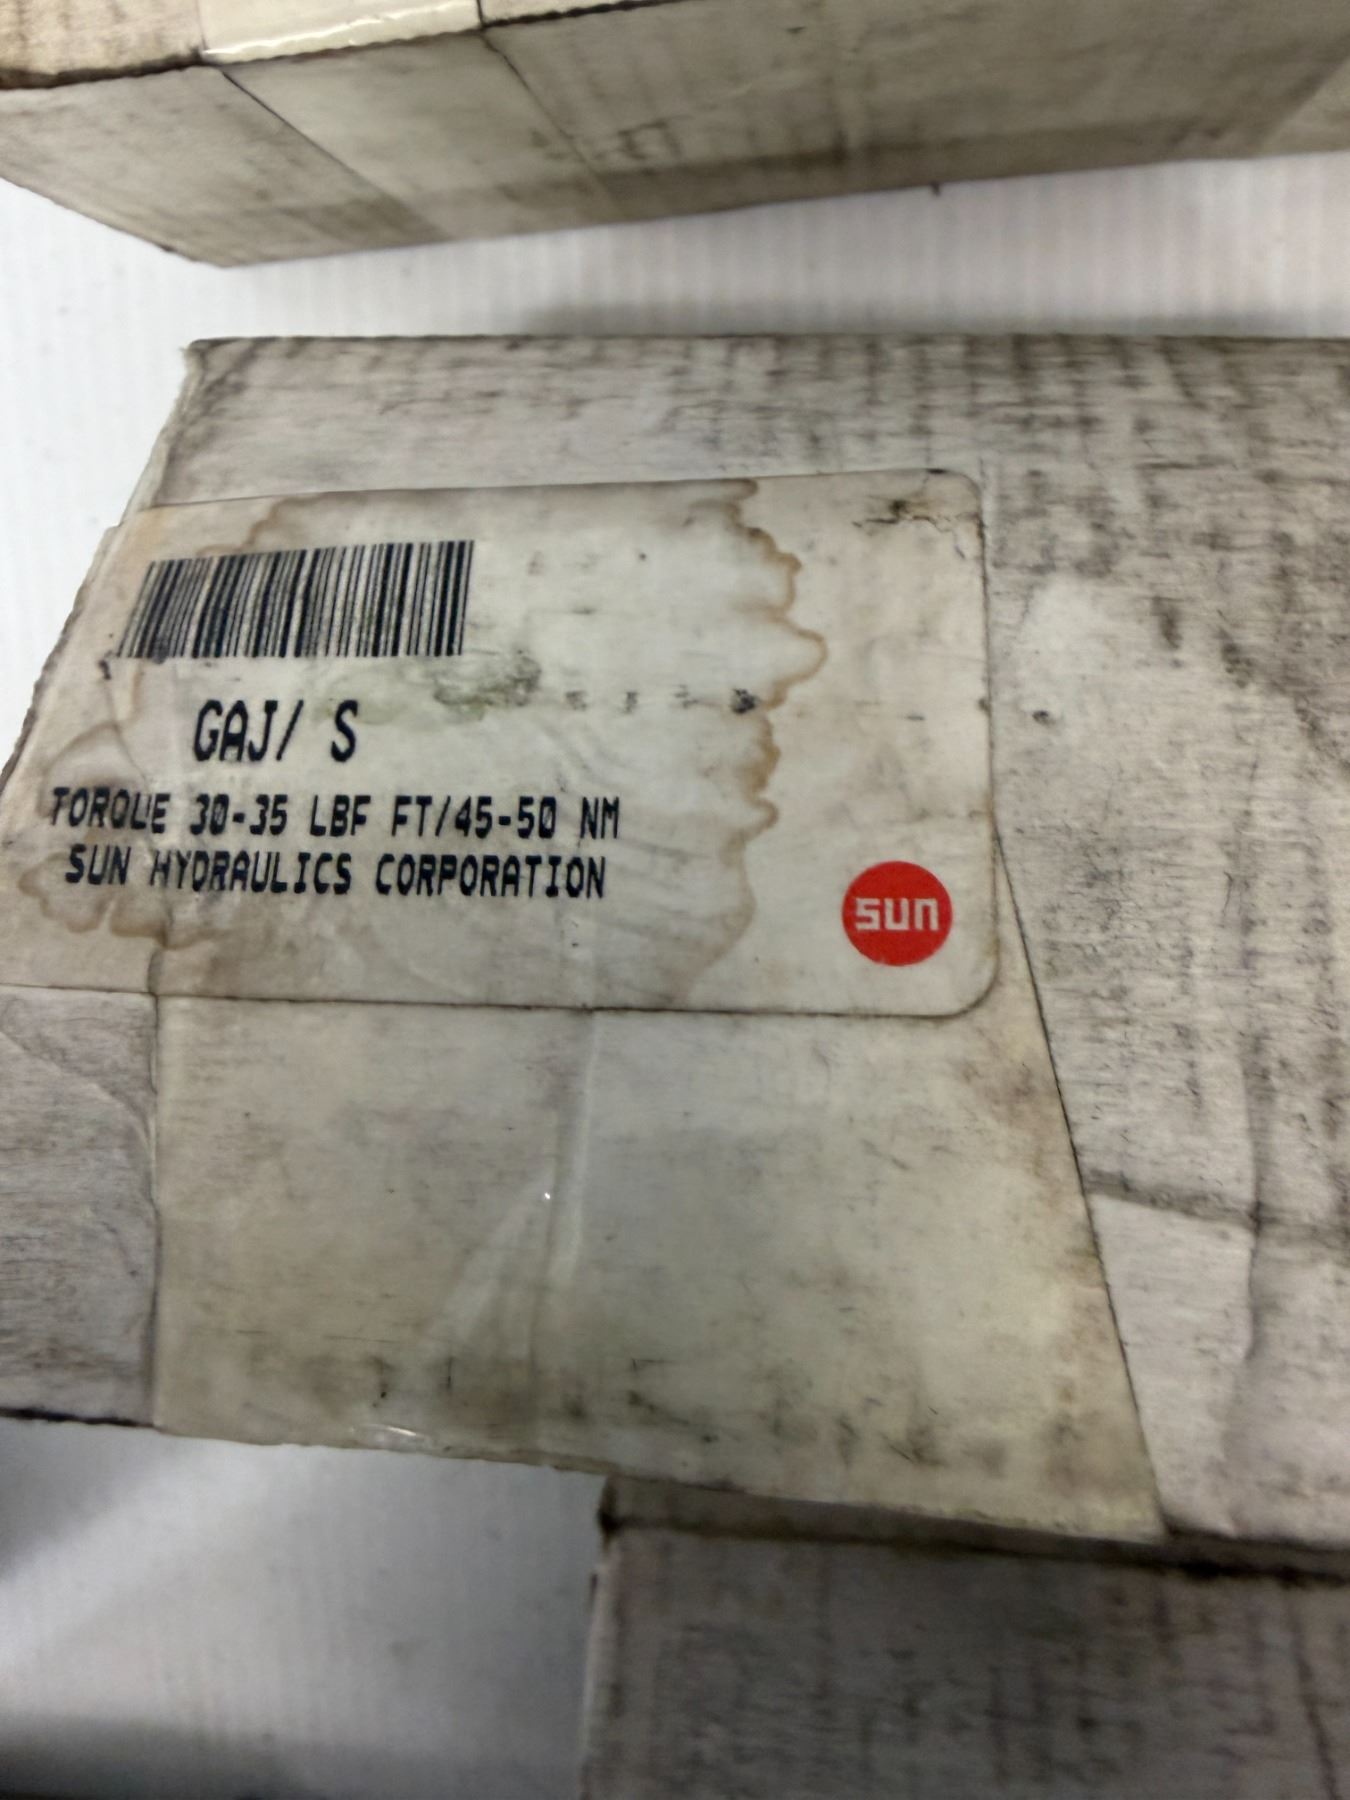 GAJ/ S
TORQUE 30-35 LBF FT/45-50 NM
SUN HYDRAULICS CORPORATION
sun